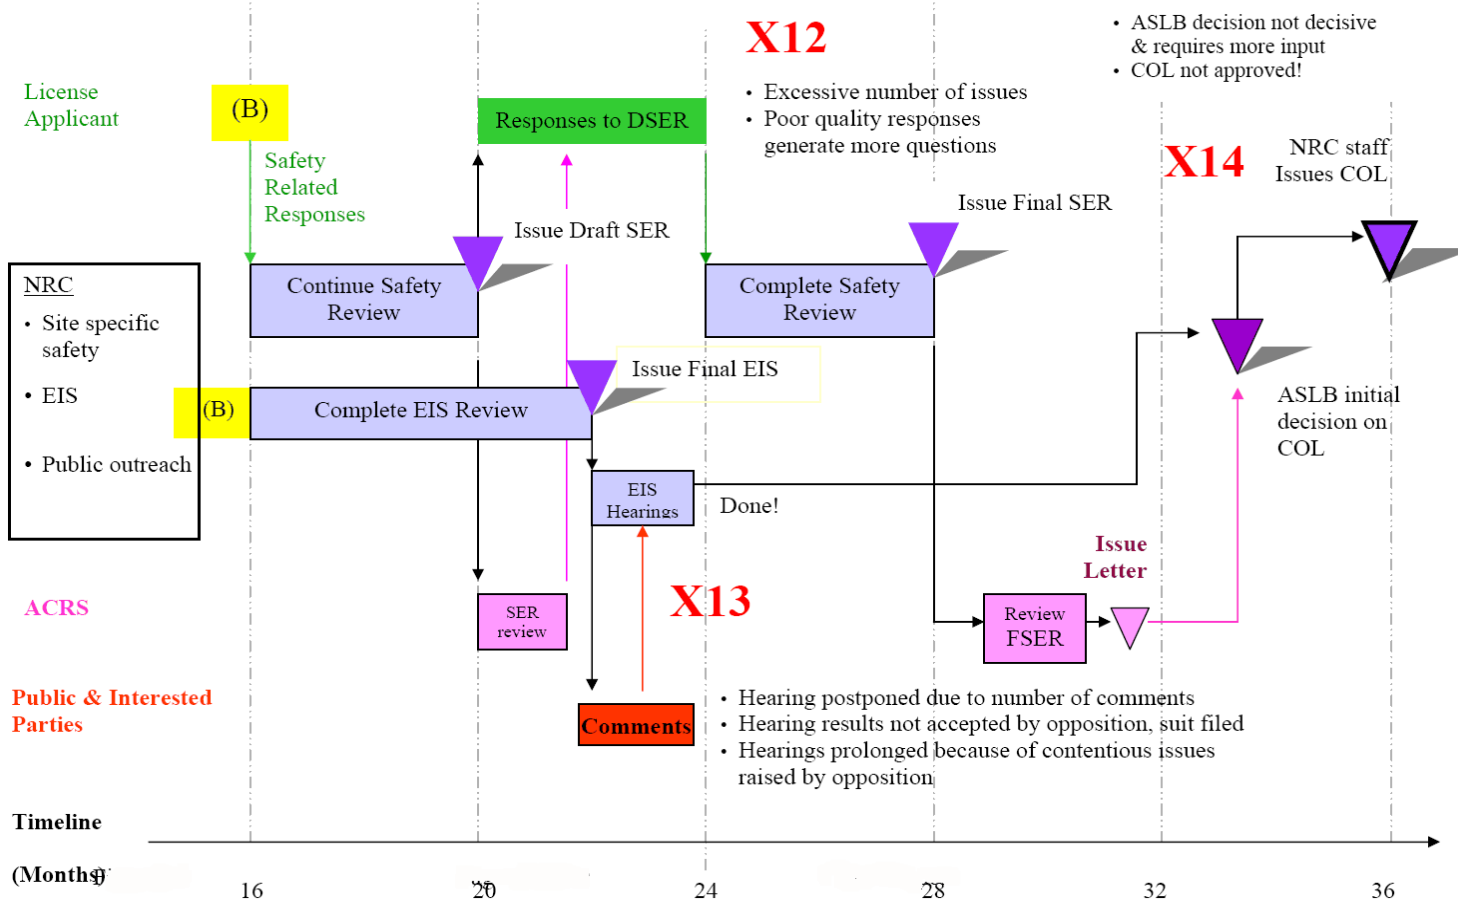 X12
• ASLB decision not decisive
& requires more input
• COL not approved!
License
Applicant
(B)
Responses to DSER
• Excessive number of issues
• Poor quality responses
generate more questions
Safety
Related
Responses
X14
NRC staff
Issues COL
Issue Draft SER
Issue Final SER
NRC
• Site specific
safety
• EIS
• Public outreach
Continue Safety
Review
Complete Safety
Review
Issue Final EIS
(B)
Complete EIS Review
ASLB initial
decision on
COL
EIS
Hearings
Done!
Issue
Letter
ACRS
SER
review
X13
Review
FSER
Public & Interested
Parties
Comments
• Hearing postponed due to number of comments
• Hearing results not accepted by opposition, suit filed
• Hearings prolonged because of contentious issues
raised by opposition
Timeline
(Months)
16 20 24 28 32 36